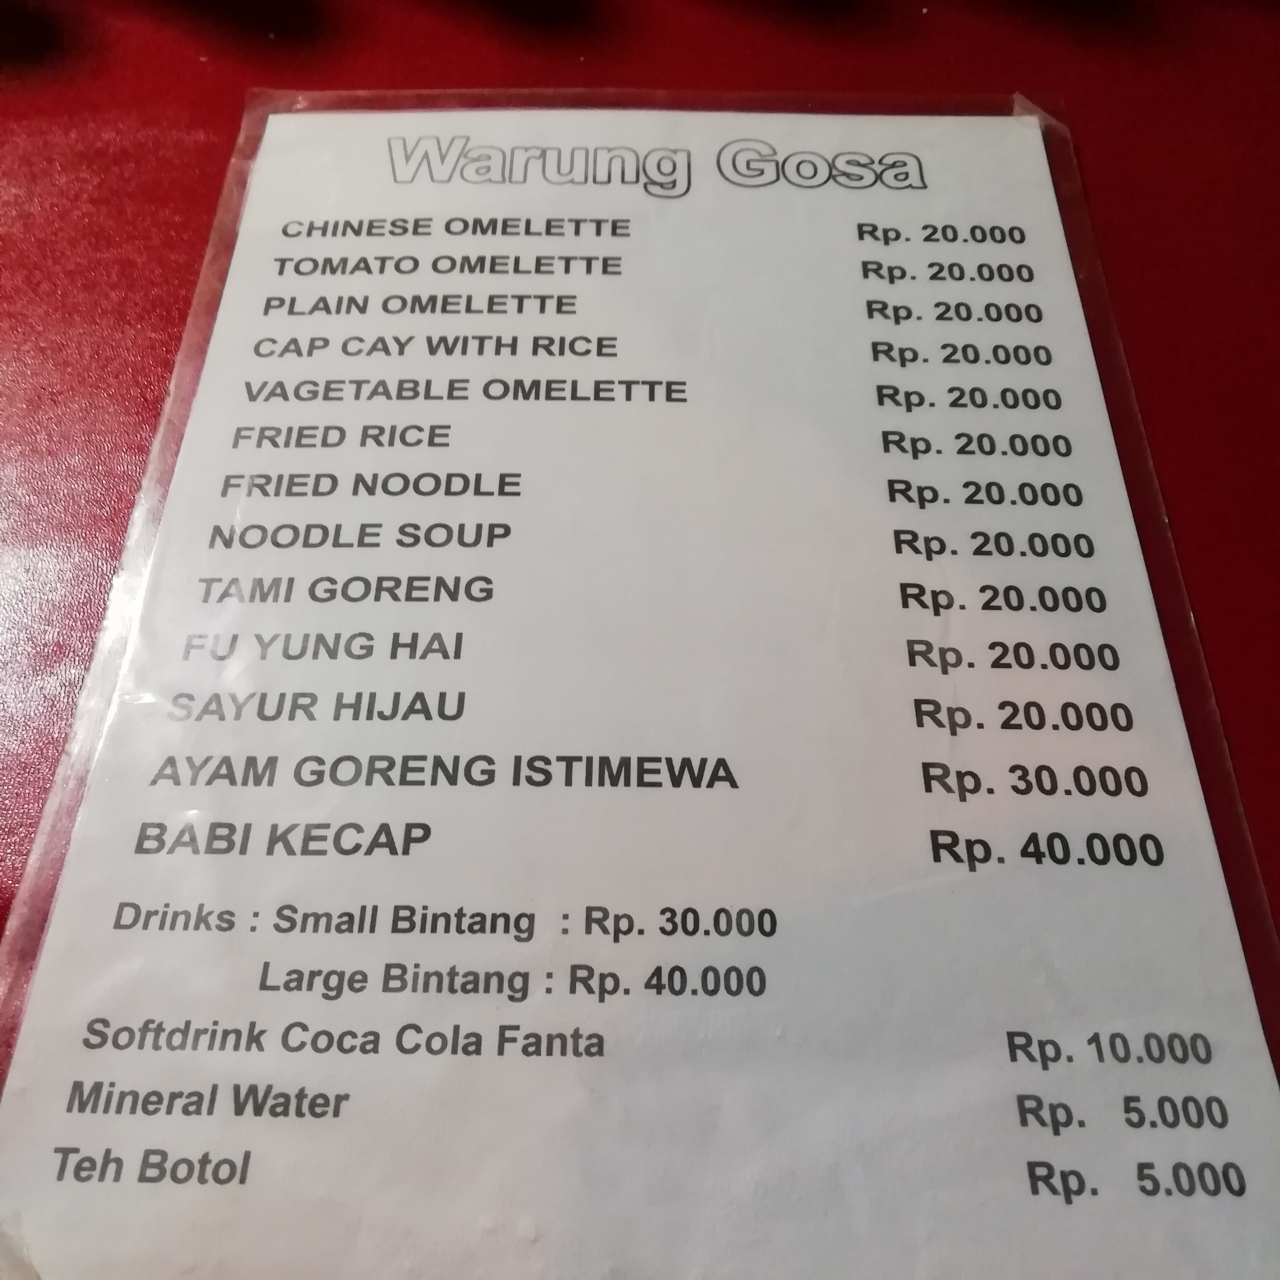 Warung Gosa
CHINESE OMELETTE Rp. 20.000
TOMATO OMELETTE Rp. 20.000
PLAIN OMELETTE Rp. 20.000
CAP CAY WITH RICE Rp. 20.000
VAGETABLE OMELETTE Rp. 20.000
FRIED RICE Rp. 20.000
FRIED NOODLE Rp. 20.000
NOODLE SOUP Rp. 20.000
TAMI GORENG Rp. 20.000
FU YUNG HAI Rp. 20.000
SAYUR HIJAU Rp. 20.000
AYAM GORENG ISTIMEWA Rp. 30.000
BABI KECAP Rp. 40.000
Drinks : Small Bintang : Rp. 30.000
Large Bintang : Rp. 40.000
Softdrink Coca Cola Fanta Rp. 10.000
Mineral Water Rp. 5.000
Teh Botol Rp. 5.000